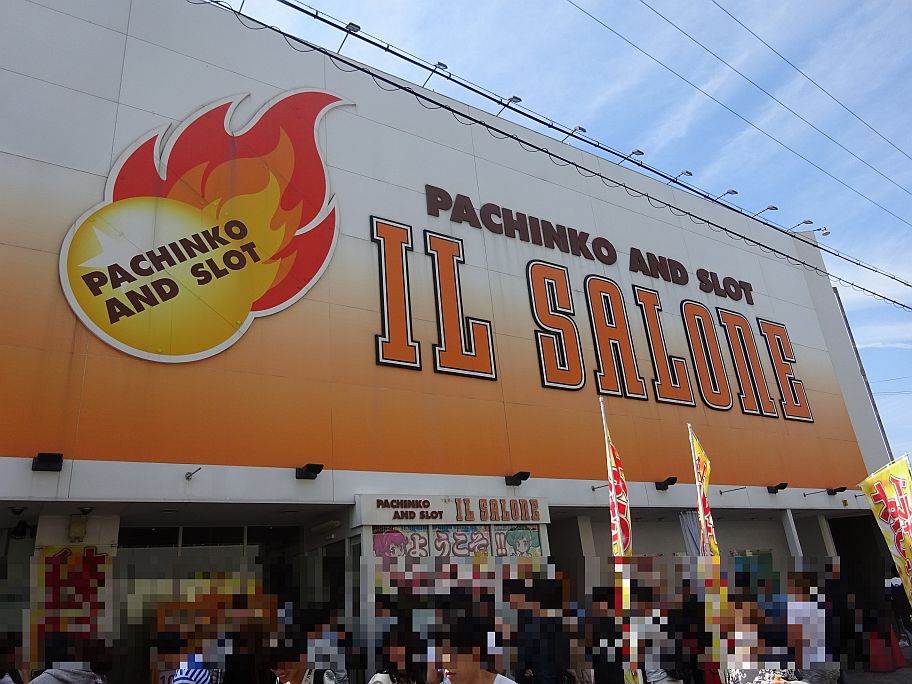 PACHINKO
AND SLOT
PACHINKO AND SLOT
IL SALONE
PACHINKO
AND SLOT
IL SALONE
ようこそ!!